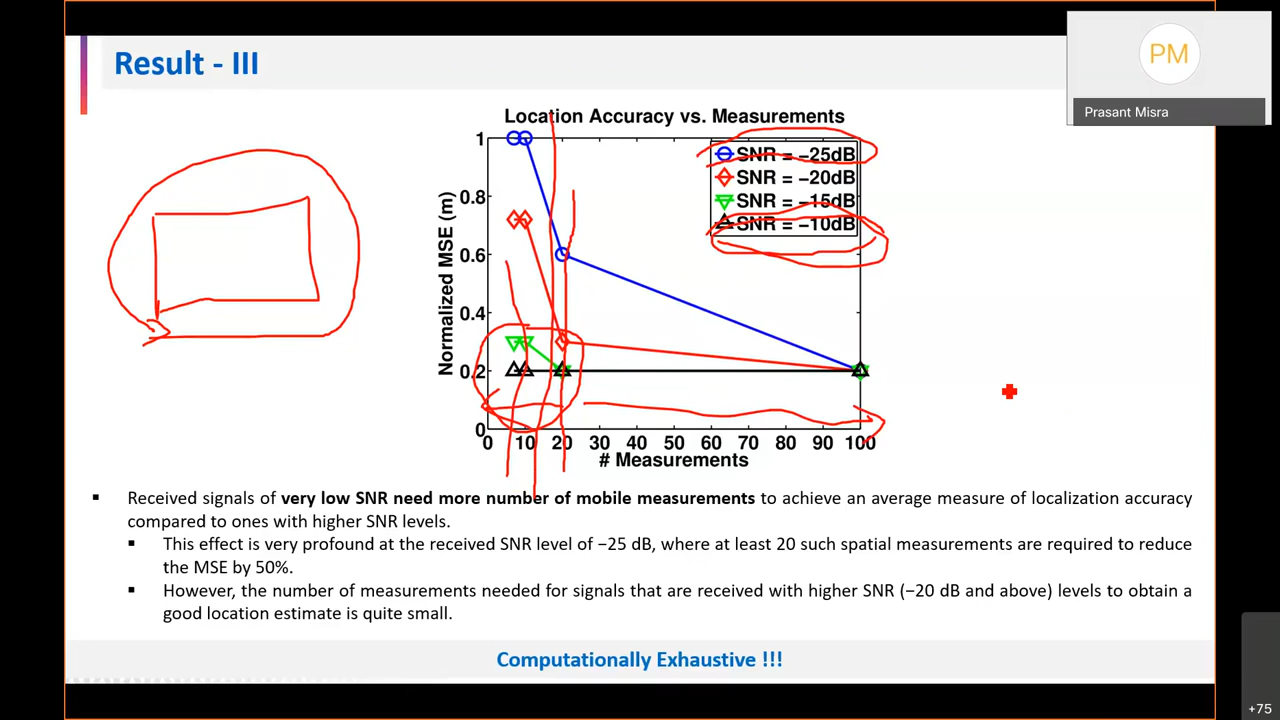 Result - III
PM
Prasant Misra
Location Accuracy vs. Measurements
SNR = −25dB
SNR = −20dB
SNR = −15dB
SNR = −10dB
Normalized MSE (m)
1
0.8
0.6
0.4
0.2
0
0 10 20 30 40 50 60 70 80 90 100
# Measurements
▪ Received signals of very low SNR need more number of mobile measurements to achieve an average measure of localization accuracy
compared to ones with higher SNR levels.
▪ This effect is very profound at the received SNR level of −25 dB, where at least 20 such spatial measurements are required to reduce
the MSE by 50%.
▪ However, the number of measurements needed for signals that are received with higher SNR (−20 dB and above) levels to obtain a
good location estimate is quite small.
Computationally Exhaustive !!!
+75